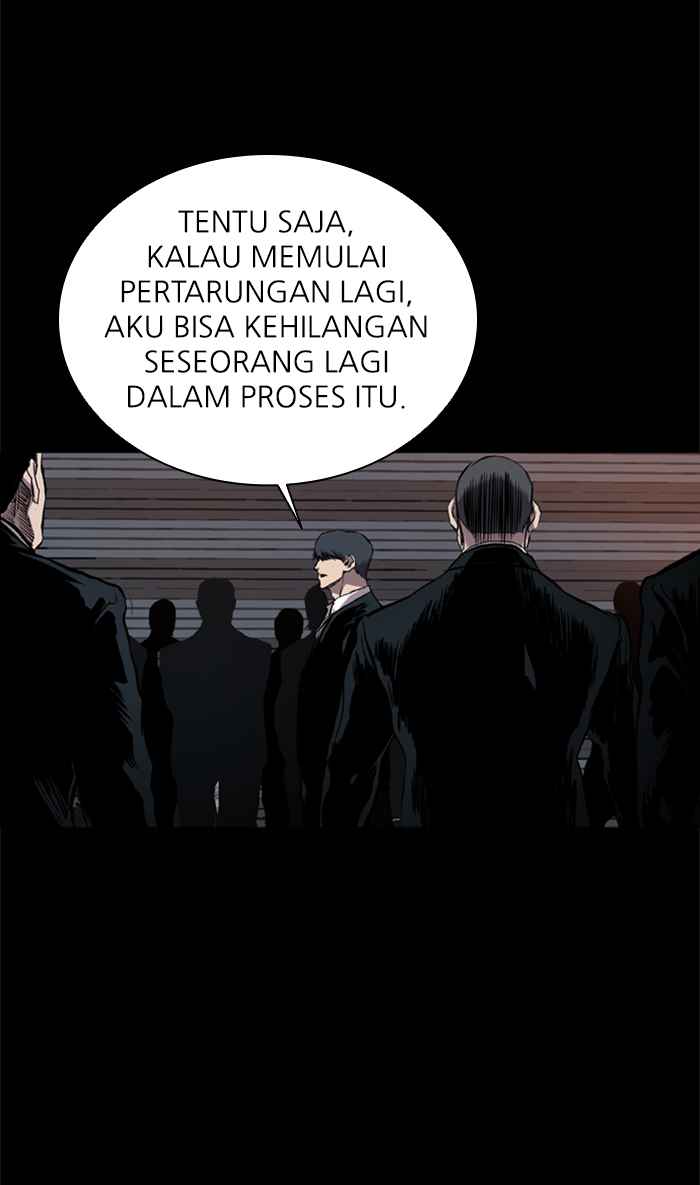 TENTU SAJA,
KALAU MEMULAI
PERTARUNGAN LAGI,
AKU BISA KEHILANGAN
SESEORANG LAGI
DALAM PROSES ITU.